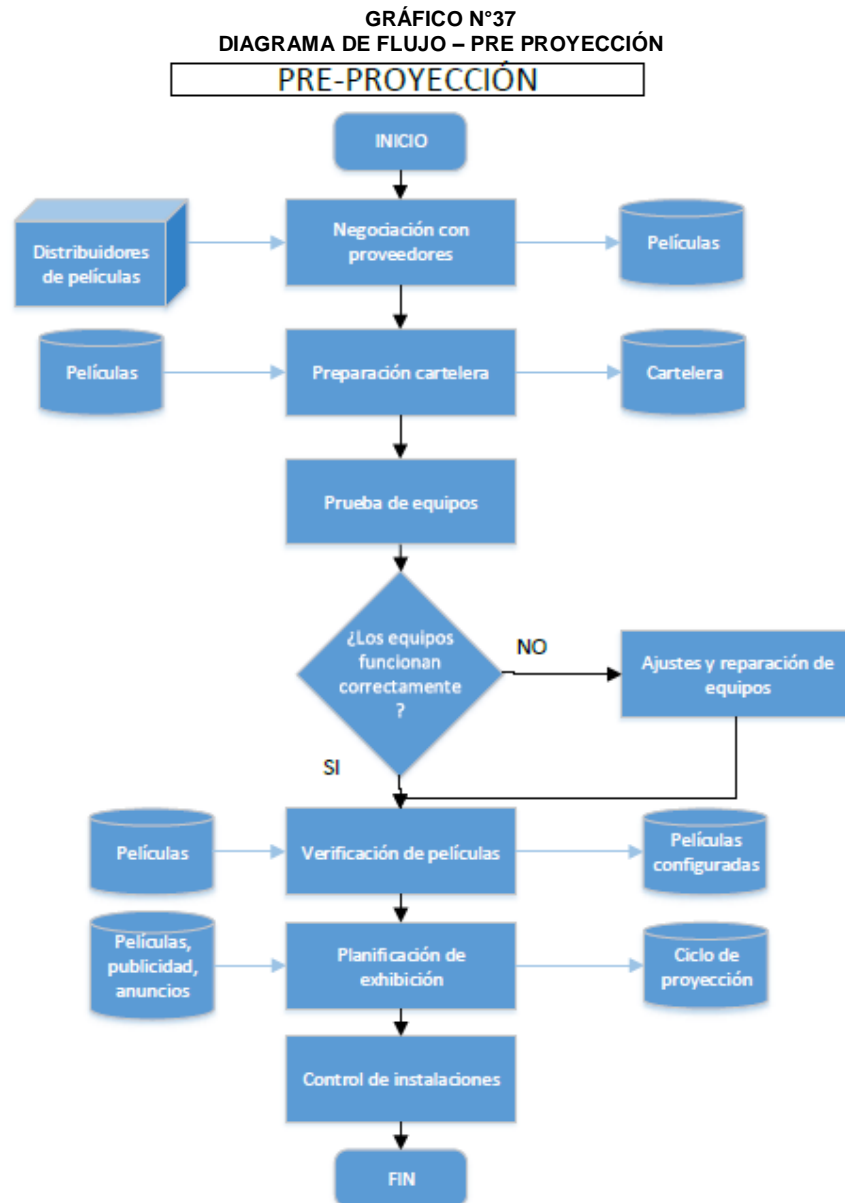 GRÁFICO N°37
DIAGRAMA DE FLUJO – PRE PROYECCIÓN
PRE-PROYECCIÓN
INICIO
Distribuidores
de películas
Negociación con
proveedores
Películas
Películas
Preparación cartelera
Cartelera
Prueba de equipos
¿Los equipos
funcionan
correctamente
?
NO
Ajustes y reparación de
equipos
SI
Películas
Verificación de películas
Películas
configuradas
Películas,
publicidad,
anuncios
Planificación de
exhibición
Ciclo de
proyección
Control de instalaciones
FIN